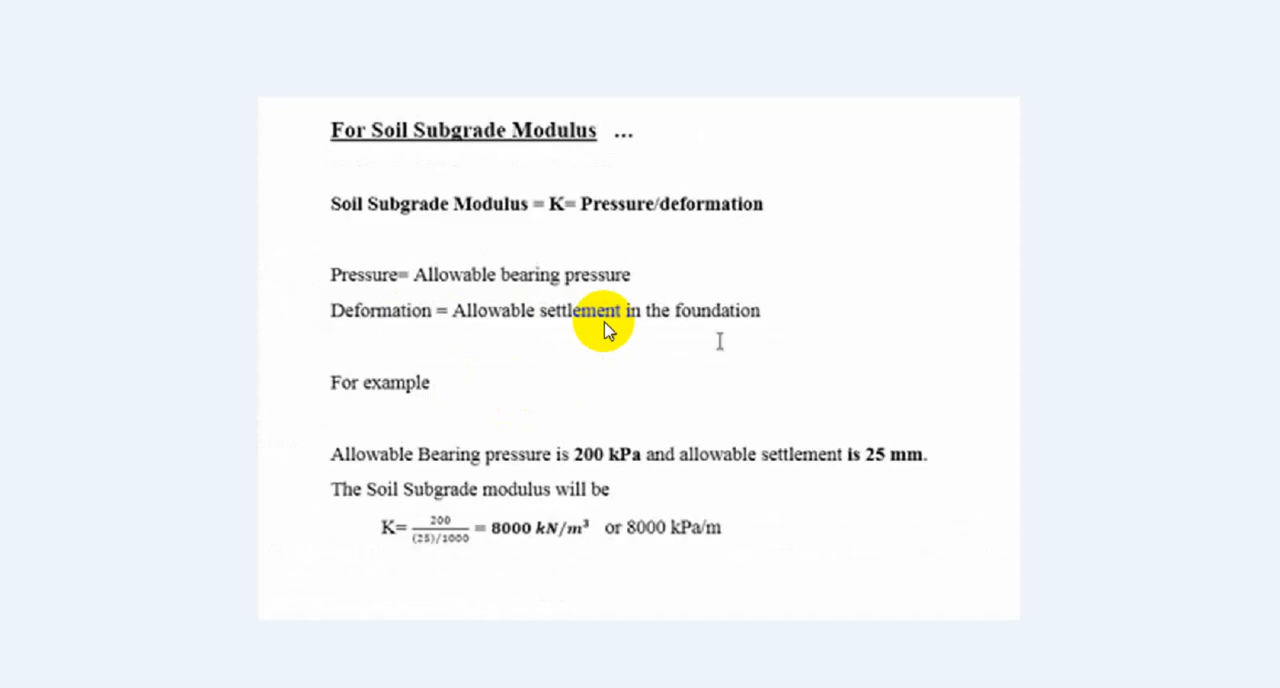 For Soil Subgrade Modulus ...
Soil Subgrade Modulus = K= Pressure/deformation
Pressure= Allowable bearing pressure
Deformation = Allowable settlement in the foundation
For example
Allowable Bearing pressure is 200 kPa and allowable settlement is 25 mm.
The Soil Subgrade modulus will be
K= 200/(25)/1000 = 8000 kN/m³ or 8000 kPa/m